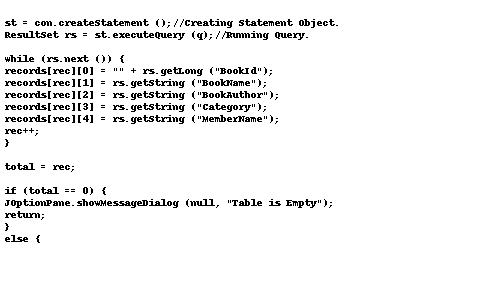 st = con.createStatement ();//Creating Statement Object.
ResultSet rs = st.executeQuery (q);//Running Query.
while (rs.next ()) {
records[rec][0] = "" + rs.getLong ("BookId");
records[rec][1] = rs.getString ("BookName");
records[rec][2] = rs.getString ("BookAuthor");
records[rec][3] = rs.getString ("Category");
records[rec][4] = rs.getString ("MemberName");
rec++;
}
total = rec;
if (total == 0) {
JOptionPane.showMessageDialog (null, "Table is Empty");
return;
}
else {